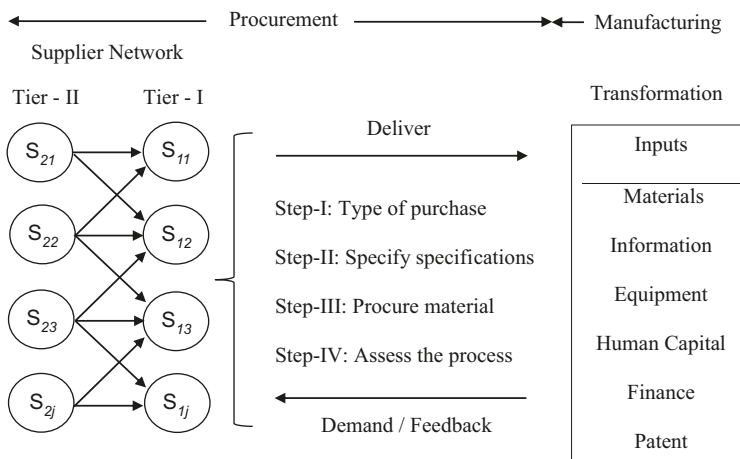 Procurement
Manufacturing
Supplier Network
Tier - II
Tier - I
S21
S22
S23
S2j
S11
S12
S13
S1j
Deliver
Step-I: Type of purchase
Step-II: Specify specifications
Step-III: Procure material
Step-IV: Assess the process
Demand / Feedback
Transformation
Inputs
Materials
Information
Equipment
Human Capital
Finance
Patent